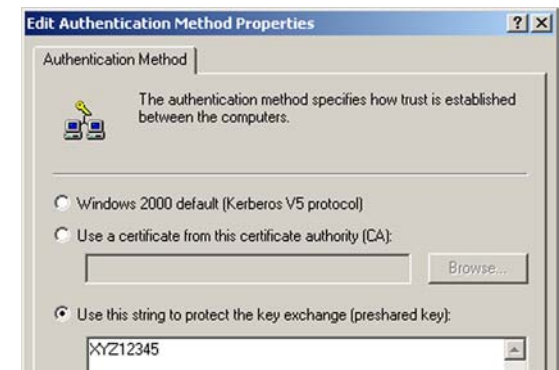 Edit Authentication Method Properties
Authentication Method
The authentication method specifies how trust is established
between the computers.
Windows 2000 default (Kerberos V5 protocol)
Use a certificate from this certificate authority (CA):
Browse...
Use this string to protect the key exchange (preshared key):
XYZ12345